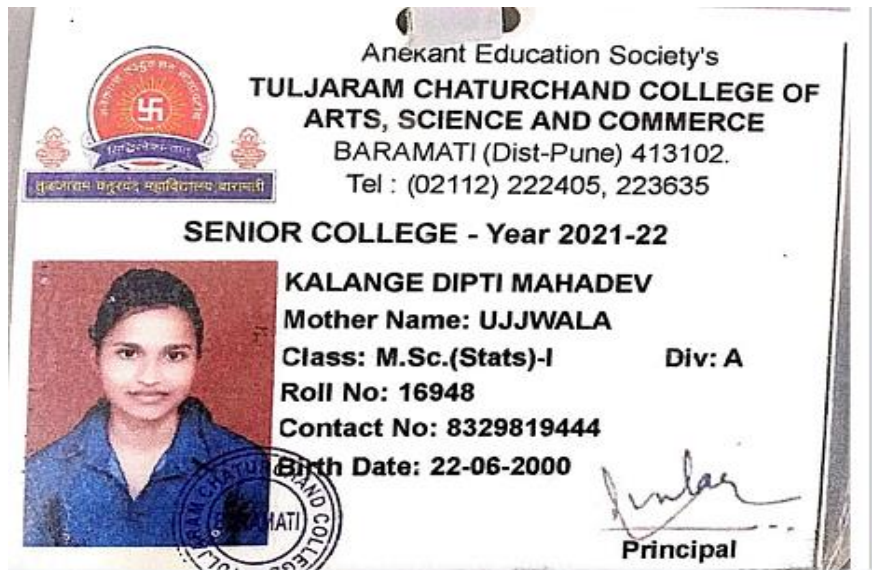 Anekant Education Society's
TULJARAM CHATURCHAND COLLEGE OF
ARTS, SCIENCE AND COMMERCE
BARAMATI (Dist-Pune) 413102.
Tel : (02112) 222405, 223635
तुळजाराम चतुरचंद महाविद्यालय बारामती
SENIOR COLLEGE - Year 2021-22
KALANGE DIPTI MAHADEV
Mother Name: UJJWALA
Class: M.Sc.(Stats)-I Div: A
Roll No: 16948
Contact No: 8329819444
Birth Date: 22-06-2000
BARAMATI
Principal